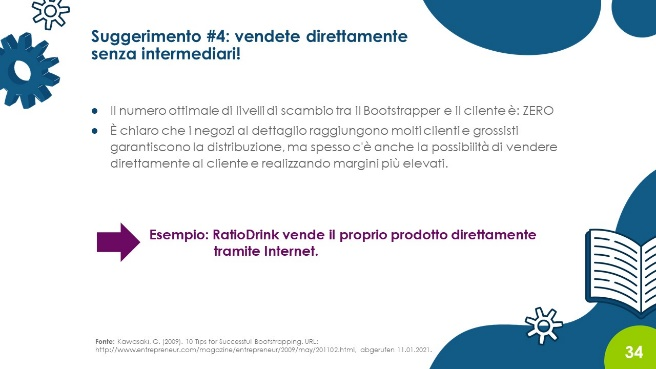 Suggerimento #4: vendete direttamente
senza intermediari!
Il numero ottimale di livelli di scambio tra il Bootstrapper e il cliente è: ZERO
È chiaro che i negozi al dettaglio raggiungono molti clienti e grossisti
garantiscono la distribuzione, ma spesso c'è anche la possibilità di vendere
direttamente al cliente e realizzando margini più elevati.
Esempio: RatioDrink vende il proprio prodotto direttamente
tramite Internet.
Fonte: Kawasaki, G. (2009). 10 Tips for Successful Bootstrapping. URL:
http://www.entrepreneur.com/magazine/entrepreneur/2009/may/201102.html, abgerufen 11.01.2021.
34